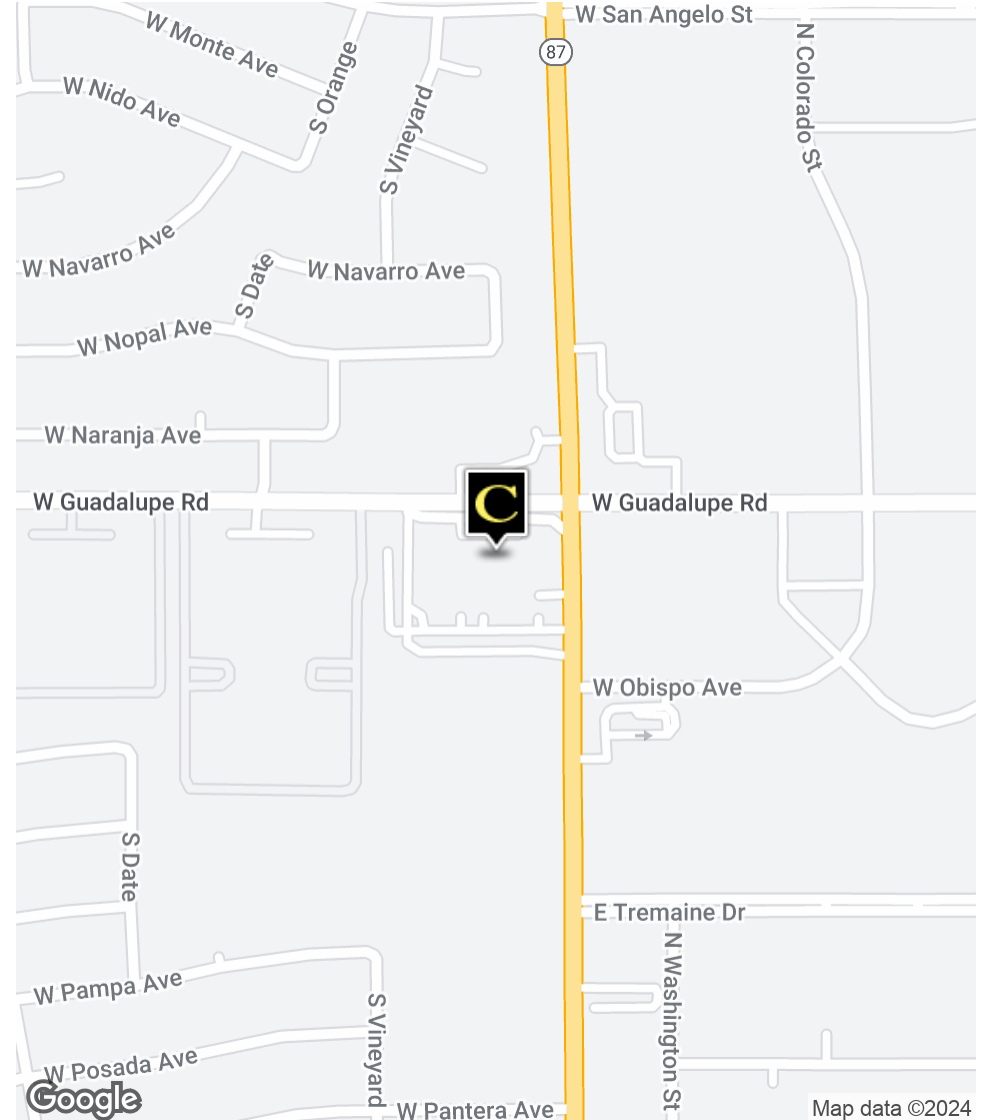 W San Angelo St
W Monte Ave
87
N Colorado St
S Orange
W Nido Ave
S Vineyard
W Navarro Ave
S Date
W Navarro Ave
W Nopal Ave
W Naranja Ave
W Guadalupe Rd
C
W Guadalupe Rd
W Obispo Ave
S Date
E Tremaine Dr
N Washington St
W Pampa Ave
S Vineyard
W Posada Ave
Google
W Pantera Ave
Map data ©2024